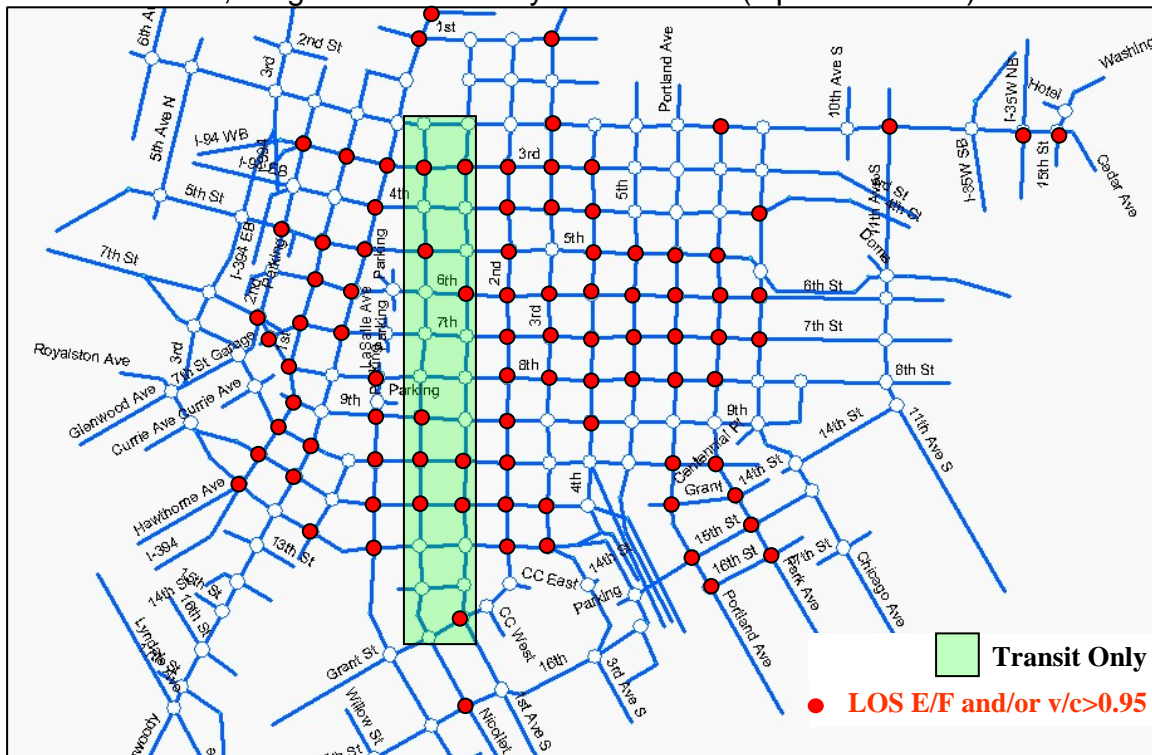 1st
2nd St
6th Av
3rd
Portland Ave
10th Ave S
I-35W NB
Hotel
Washing
I-94 WB
5th Ave N
5th St
4th
3rd
5th
I-35W SB
15th St
Cedar Ave
3rd St
4th St
11th Ave S
7th St
I-394 EB
2nd
Parking
Parking
5th
Dome
6th
2nd
6th St
LaSalle Ave
Parking
7th
3rd
7th St
Royalston Ave
3rd
7th St Garage
1st
8th
8th St
Glenwood Ave
Currie Ave
Currie Ave
9th
Parking
9th
14th St
11th Ave S
Centennial Pl
Hawthorne Ave
4th
Grant
14th St
I-394
13th St
15th St
14th St
16th St
17th St
14th St
15th St
16th St
CC East
Parking
Park Ave
Chicago Ave
Lyndale
CC West
Portland Ave
Grant St
16th
3rd Ave S
Willow St
Nicollet
1st Ave S
Transit Only
LOS E/F and/or v/c>0.95